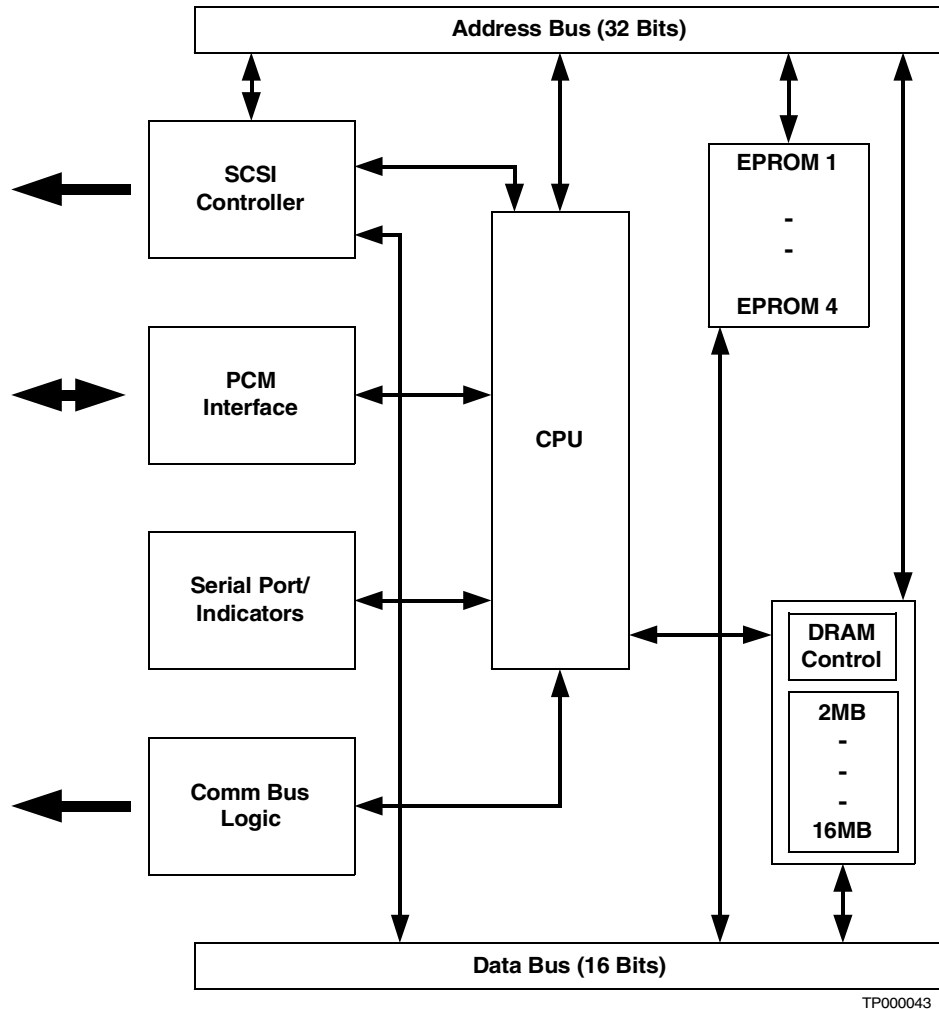 Address Bus (32 Bits)
SCSI
Controller
EPROM 1
-
-
EPROM 4
PCM
Interface
CPU
Serial Port/
Indicators
DRAM
Control
2MB
-
-
-
16MB
Comm Bus
Logic
Data Bus (16 Bits)
TP000043